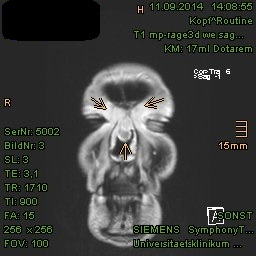 H
11.09.2014 14:08:55
Kopf^Routine
T1 mp-rage3d we sag...
KM: 17ml Dotarem
R
SerNr: 5002
BildNr: 3
SL: 3
TE: 3,1
TR: 1710
TI: 900
FA: 15
256 × 256
FOV: 100
15mm
A
SONST
SIEMENS SymphonyT...
Universitaetsklinikum ...